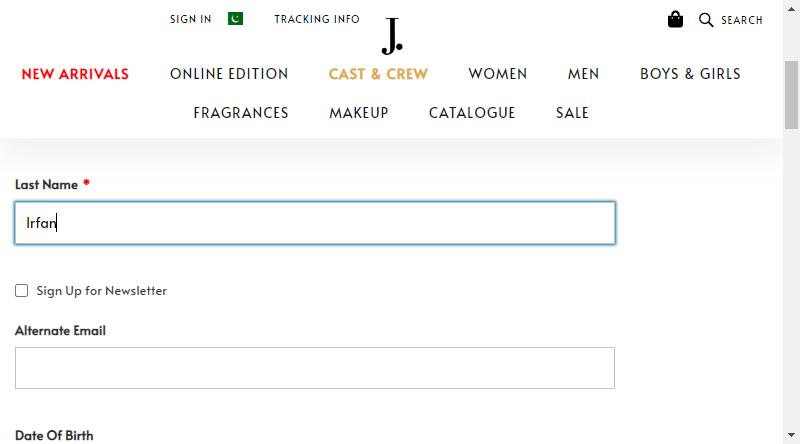 SIGN IN TRACKING INFO J. SEARCH
NEW ARRIVALS ONLINE EDITION CAST & CREW WOMEN MEN BOYS & GIRLS
FRAGRANCES MAKEUP CATALOGUE SALE
Last Name *
Irfan
Sign Up for Newsletter
Alternate Email
Date Of Birth